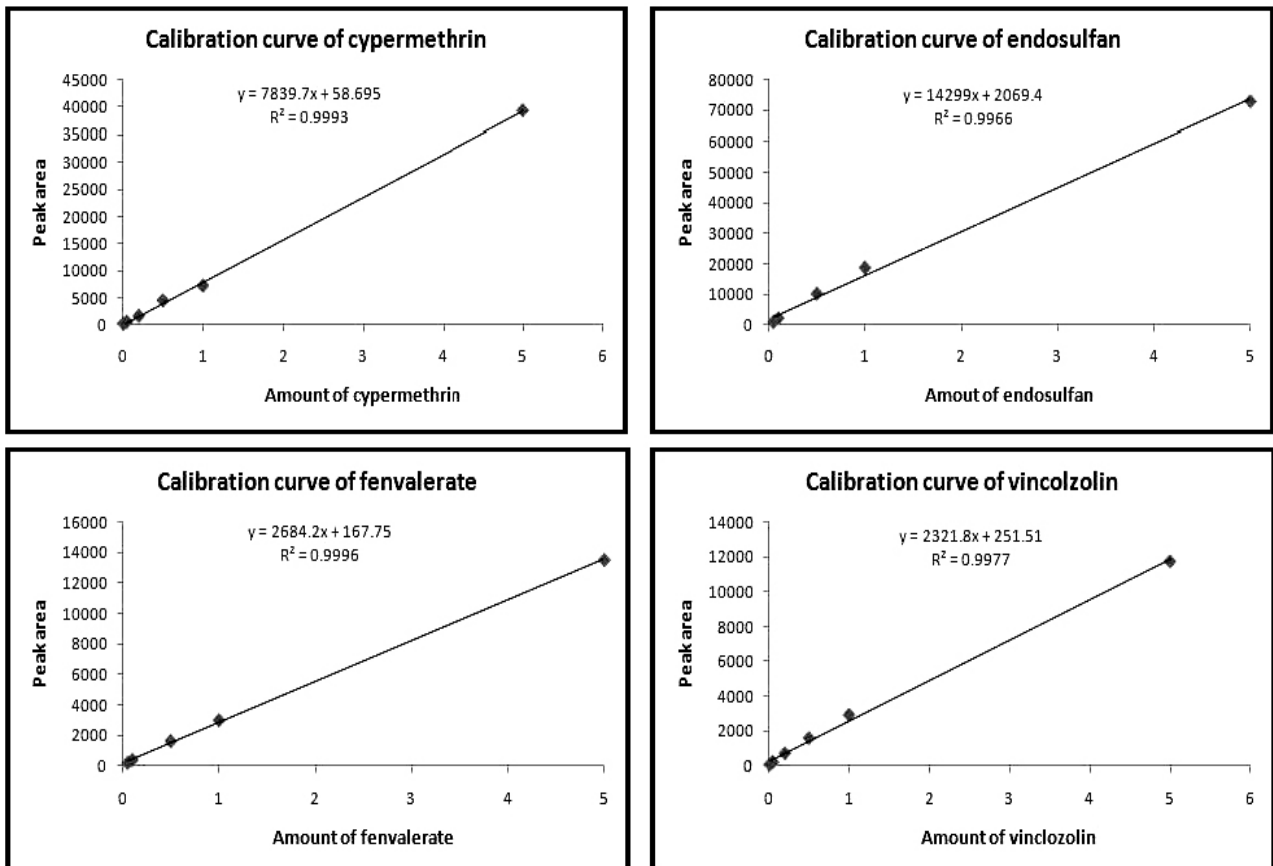 Calibration curve of cypermethrin
y = 7839.7x + 58.695
R² = 0.9993
45000
40000
35000
30000
25000
20000
15000
10000
5000
0
Peak area
0 1 2 3 4 5 6
Amount of cypermethrin
Calibration curve of endosulfan
y = 14299x + 2069.4
R² = 0.9966
80000
70000
60000
50000
40000
30000
20000
10000
0
Peak area
0 1 2 3 4 5
Amout of endosulfan
Calibration curve of fenvalerate
y = 2684.2x + 167.75
R² = 0.9996
16000
14000
12000
10000
8000
6000
4000
2000
0
Peak area
0 1 2 3 4 5
Amount of fenvalerate
Calibration curve of vincolzolin
y = 2321.8x + 251.51
R² = 0.9977
14000
12000
10000
8000
6000
4000
2000
0
Peak area
0 1 2 3 4 5 6
Amount of vinclozolin